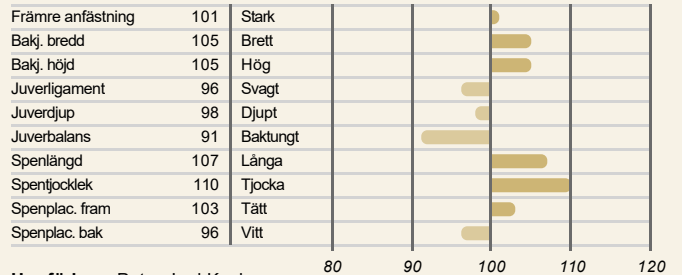 Främre anfästning 101 Stark
Bakj. bredd 105 Brett
Bakj. höjd 105 Hög
Juverligament 96 Svagt
Juverdjup 98 Djupt
Juverbalans 91 Baktungt
Spenlängd 107 Långa
Spentjocklek 110 Tjocka
Spenplac. fram 103 Tätt
Spenplac. bak 96 Vitt
80 90 100 110 120